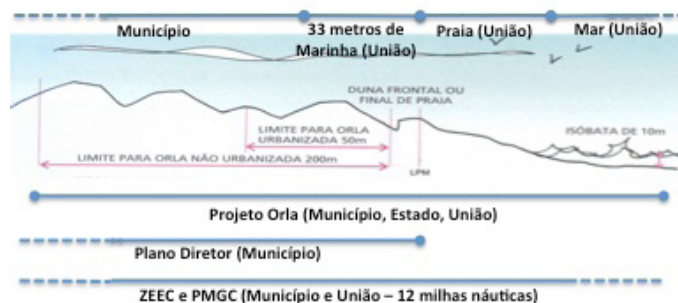 Município
33 metros de
Marinha (União)
Praia (União)
Mar (União)
DUNA FRONTAL OU
FINAL DE PRAIA
LIMITE PARA ORLA
URBANIZADA 50m
ISÓBATA DE 10m
LIMITE PARA ORLA NÃO URBANIZADA 200m
LPM
Projeto Orla (Município, Estado, União)
Plano Diretor (Município)
ZEEC e PMGC (Município e União – 12 milhas náuticas)